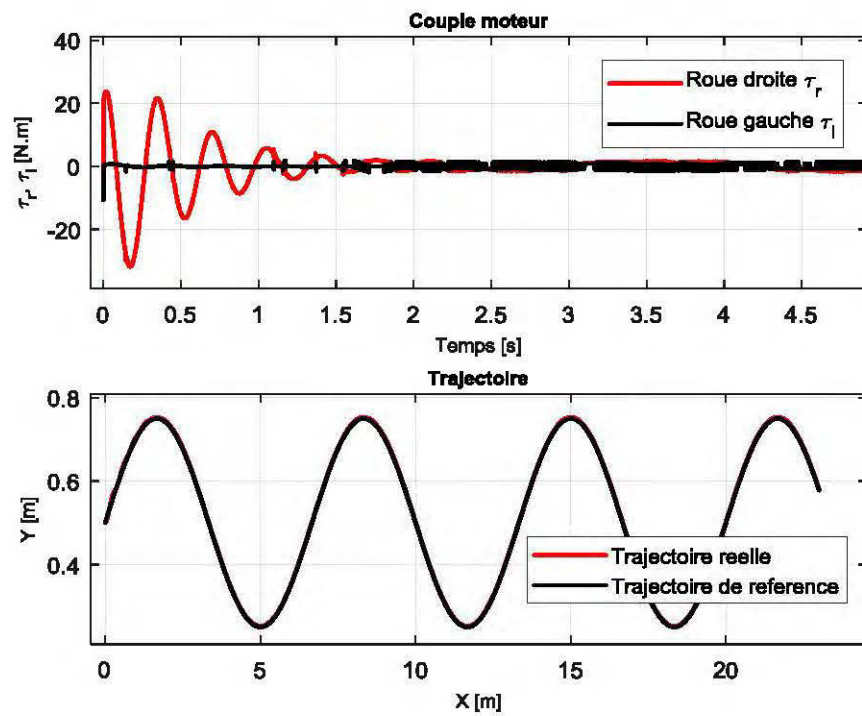 Couple moteur
40
20
0
-20
τr, τl [N.m]
Roue droite τr
Roue gauche τl
0 0.5 1 1.5 2 2.5 3 3.5 4 4.5
Temps [s]
Trajectoire
0.8
0.6
0.4
Y [m]
Trajectoire reelle
Trajectoire de reference
0 5 10 15 20
X [m]